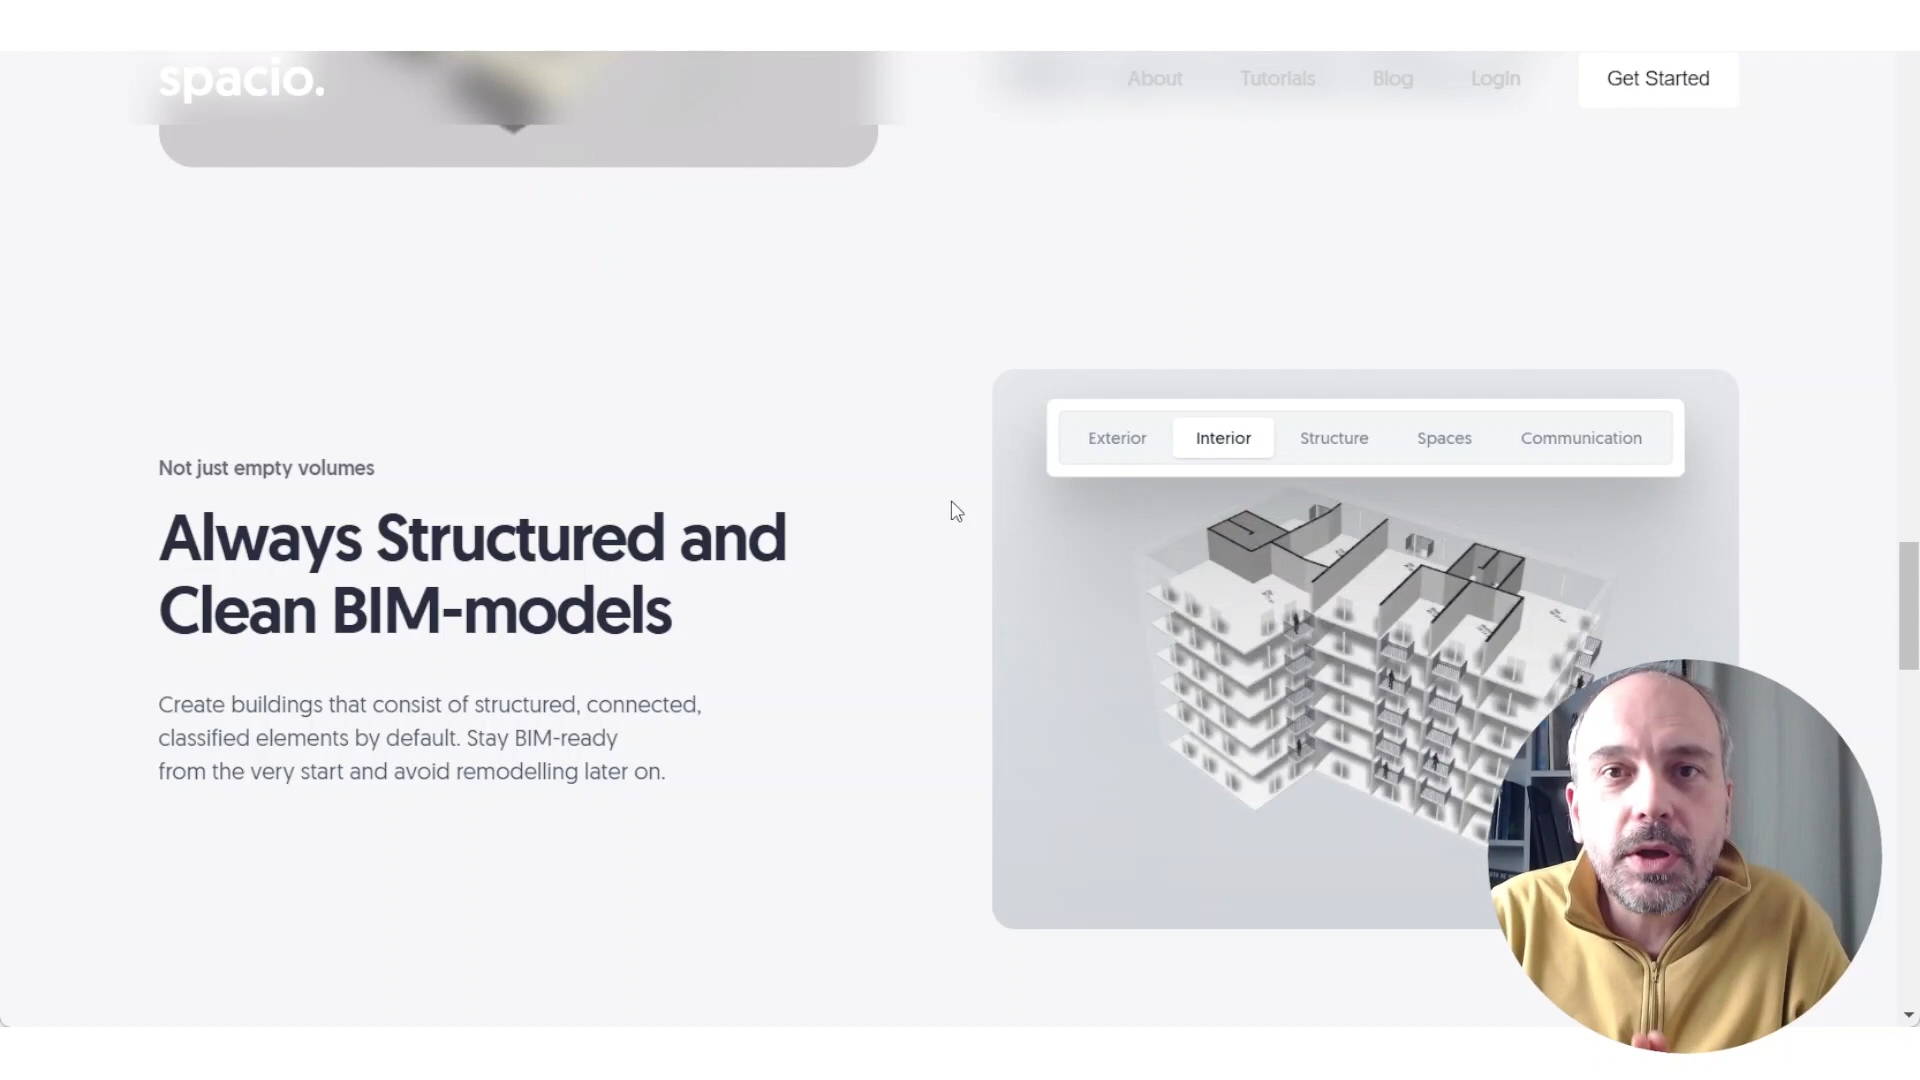 spacio.
About
Tutorials
Blog
Login
Get Started
Not just empty volumes
Always Structured and
Clean BIM-models
Create buildings that consist of structured, connected,
classified elements by default. Stay BIM-ready
from the very start and avoid remodelling later on.
Exterior
Interior
Structure
Spaces
Communication